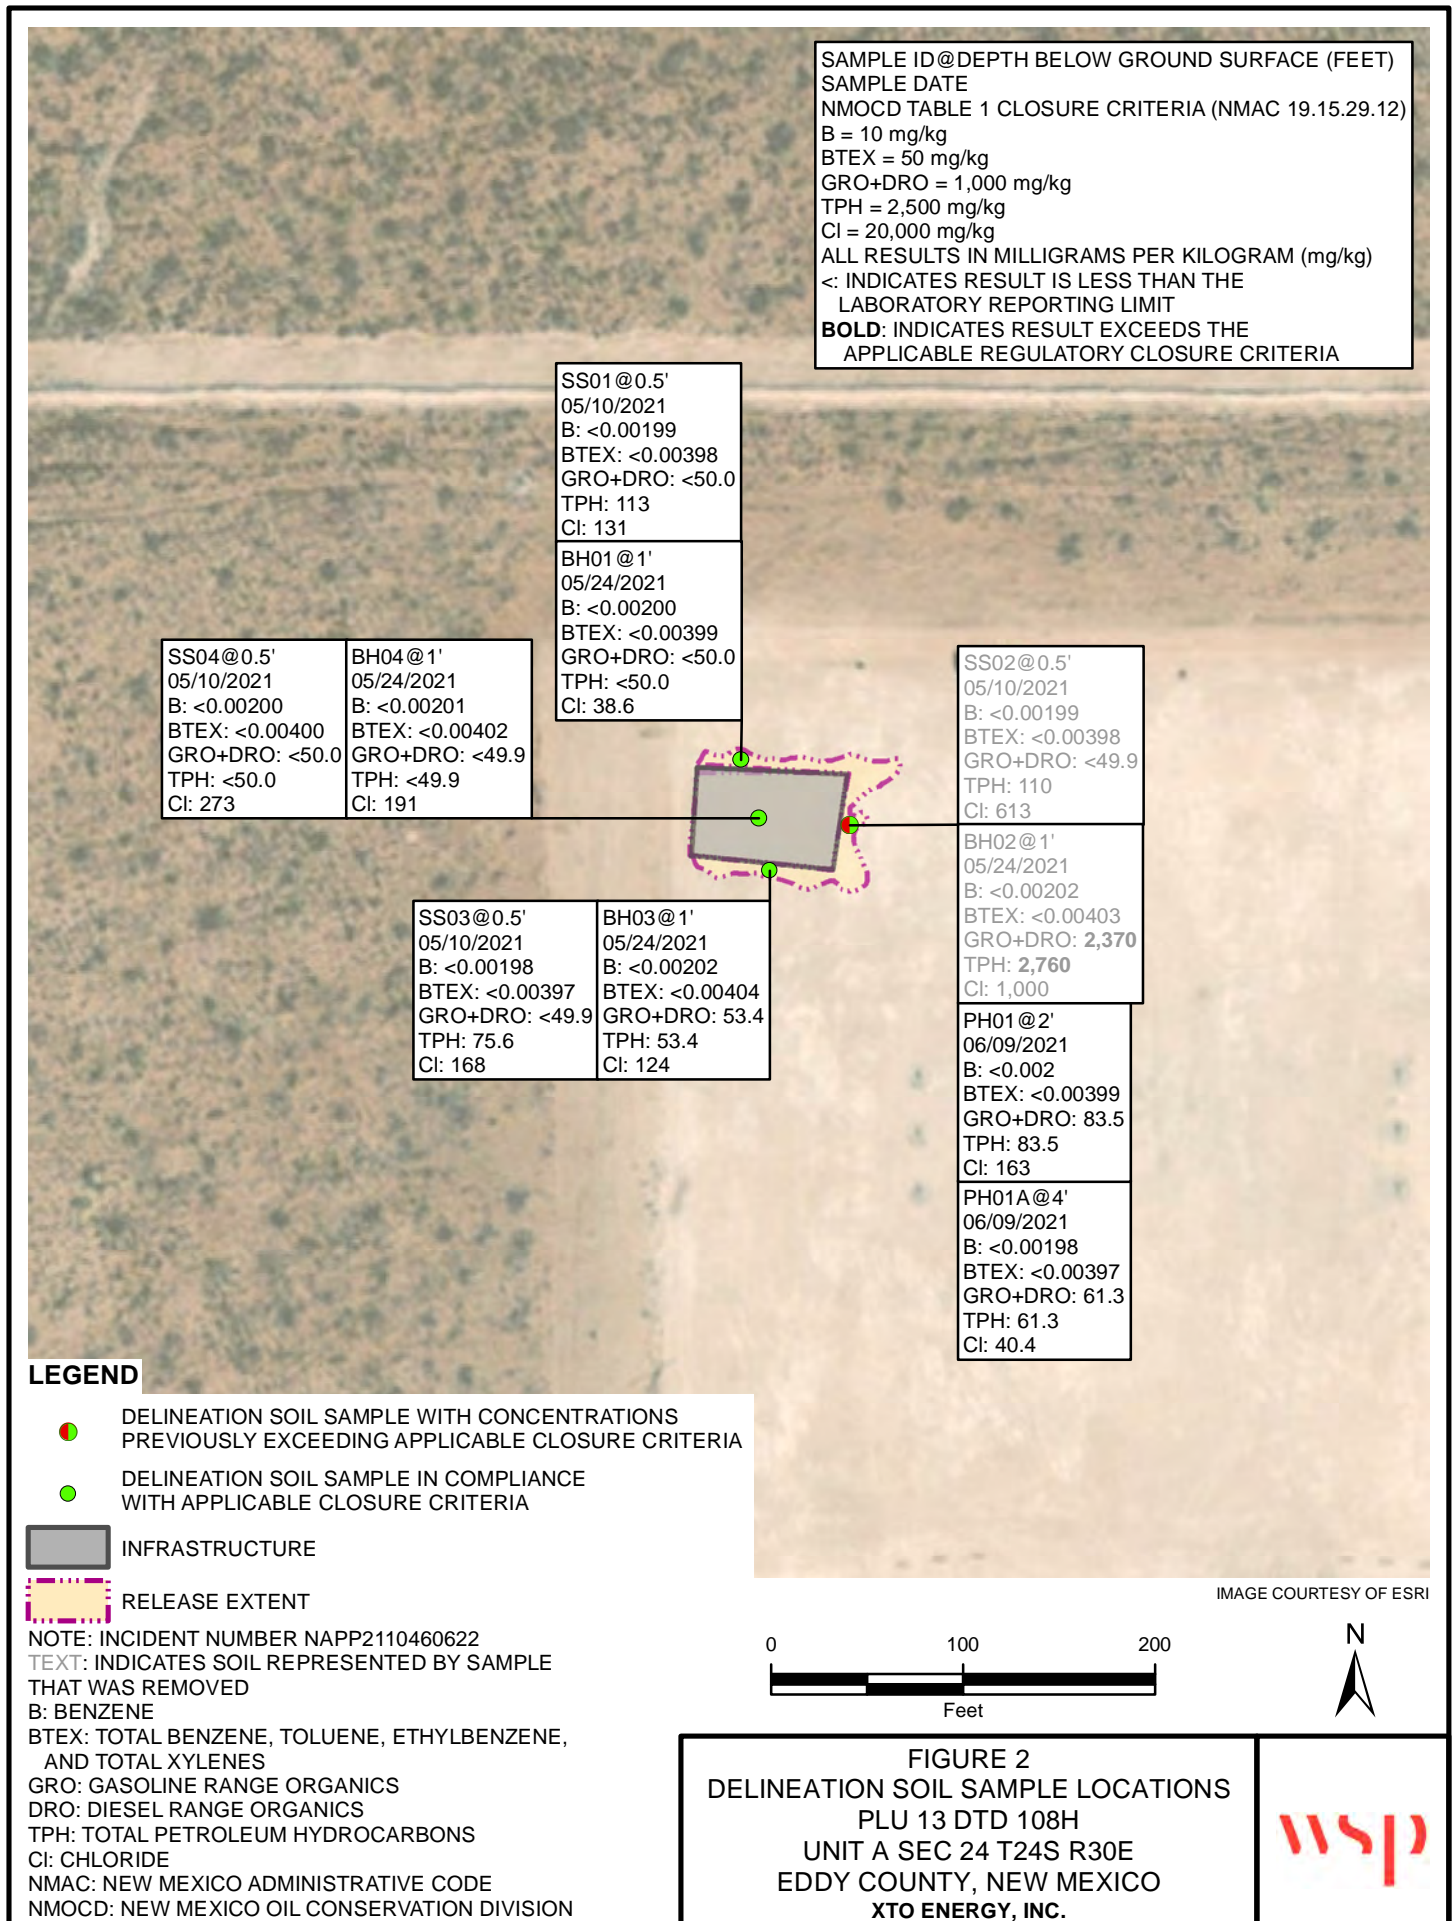 SAMPLE ID@DEPTH BELOW GROUND SURFACE (FEET)
SAMPLE DATE
NMOCD TABLE 1 CLOSURE CRITERIA (NMAC 19.15.29.12)
B = 10 mg/kg
BTEX = 50 mg/kg
GRO+DRO = 1,000 mg/kg
TPH = 2,500 mg/kg
Cl = 20,000 mg/kg
ALL RESULTS IN MILLIGRAMS PER KILOGRAM (mg/kg)
<: INDICATES RESULT IS LESS THAN THE
LABORATORY REPORTING LIMIT
BOLD: INDICATES RESULT EXCEEDS THE
APPLICABLE REGULATORY CLOSURE CRITERIA
SS01@0.5'
05/10/2021
B: <0.00199
BTEX: <0.00398
GRO+DRO: <50.0
TPH: 113
Cl: 131
BH01@1'
05/24/2021
B: <0.00200
BTEX: <0.00399
GRO+DRO: <50.0
TPH: <50.0
Cl: 38.6
SS04@0.5'
05/10/2021
B: <0.00200
BTEX: <0.00400
GRO+DRO: <50.0
TPH: <50.0
Cl: 273
BH04@1'
05/24/2021
B: <0.00201
BTEX: <0.00402
GRO+DRO: <49.9
TPH: <49.9
Cl: 191
SS02@0.5'
05/10/2021
B: <0.00199
BTEX: <0.00398
GRO+DRO: <49.9
TPH: 110
Cl: 613
BH02@1'
05/24/2021
B: <0.00202
BTEX: <0.00403
GRO+DRO: 2,370
TPH: 2,760
Cl: 1,000
SS03@0.5'
05/10/2021
B: <0.00198
BTEX: <0.00397
GRO+DRO: <49.9
TPH: 75.6
Cl: 168
BH03@1'
05/24/2021
B: <0.00202
BTEX: <0.00404
GRO+DRO: 53.4
TPH: 53.4
Cl: 124
PH01@2'
06/09/2021
B: <0.002
BTEX: <0.00399
GRO+DRO: 83.5
TPH: 83.5
Cl: 163
PH01A@4'
06/09/2021
B: <0.00198
BTEX: <0.00397
GRO+DRO: 61.3
TPH: 61.3
Cl: 40.4
LEGEND
DELINEATION SOIL SAMPLE WITH CONCENTRATIONS
PREVIOUSLY EXCEEDING APPLICABLE CLOSURE CRITERIA
DELINEATION SOIL SAMPLE IN COMPLIANCE
WITH APPLICABLE CLOSURE CRITERIA
INFRASTRUCTURE
RELEASE EXTENT
NOTE: INCIDENT NUMBER NAPP2110460622
TEXT: INDICATES SOIL REPRESENTED BY SAMPLE
THAT WAS REMOVED
B: BENZENE
BTEX: TOTAL BENZENE, TOLUENE, ETHYLBENZENE,
AND TOTAL XYLENES
GRO: GASOLINE RANGE ORGANICS
DRO: DIESEL RANGE ORGANICS
TPH: TOTAL PETROLEUM HYDROCARBONS
Cl: CHLORIDE
NMAC: NEW MEXICO ADMINISTRATIVE CODE
NMOCD: NEW MEXICO OIL CONSERVATION DIVISION
IMAGE COURTESY OF ESRI
0 100 200
Feet
N
FIGURE 2
DELINEATION SOIL SAMPLE LOCATIONS
PLU 13 DTD 108H
UNIT A SEC 24 T24S R30E
EDDY COUNTY, NEW MEXICO
XTO ENERGY, INC.
wsp